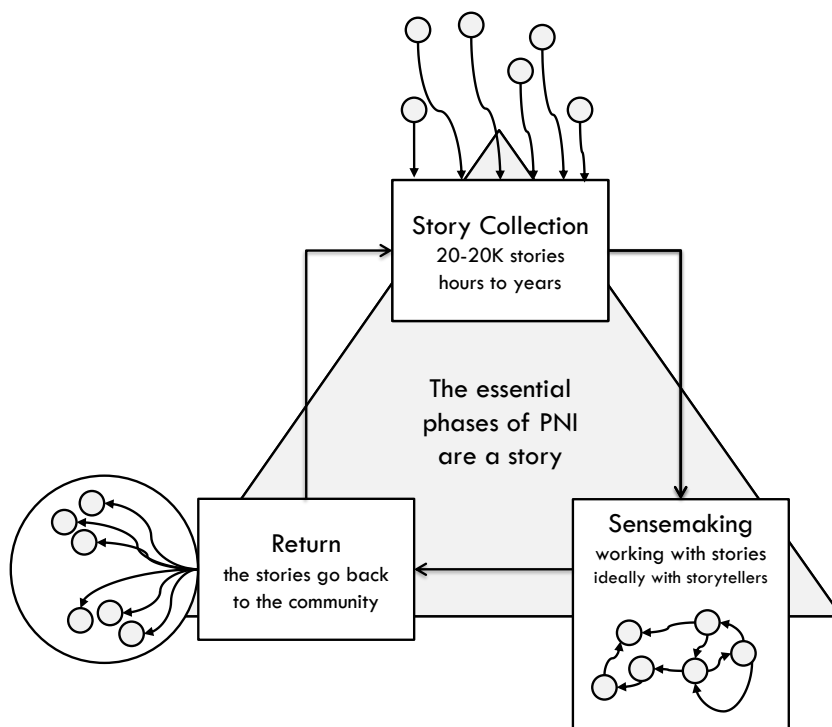 Story Collection
20-20K stories
hours to years
The essential
phases of PNI
are a story
Return
the stories go back
to the community
Sensemaking
working with stories
ideally with storytellers